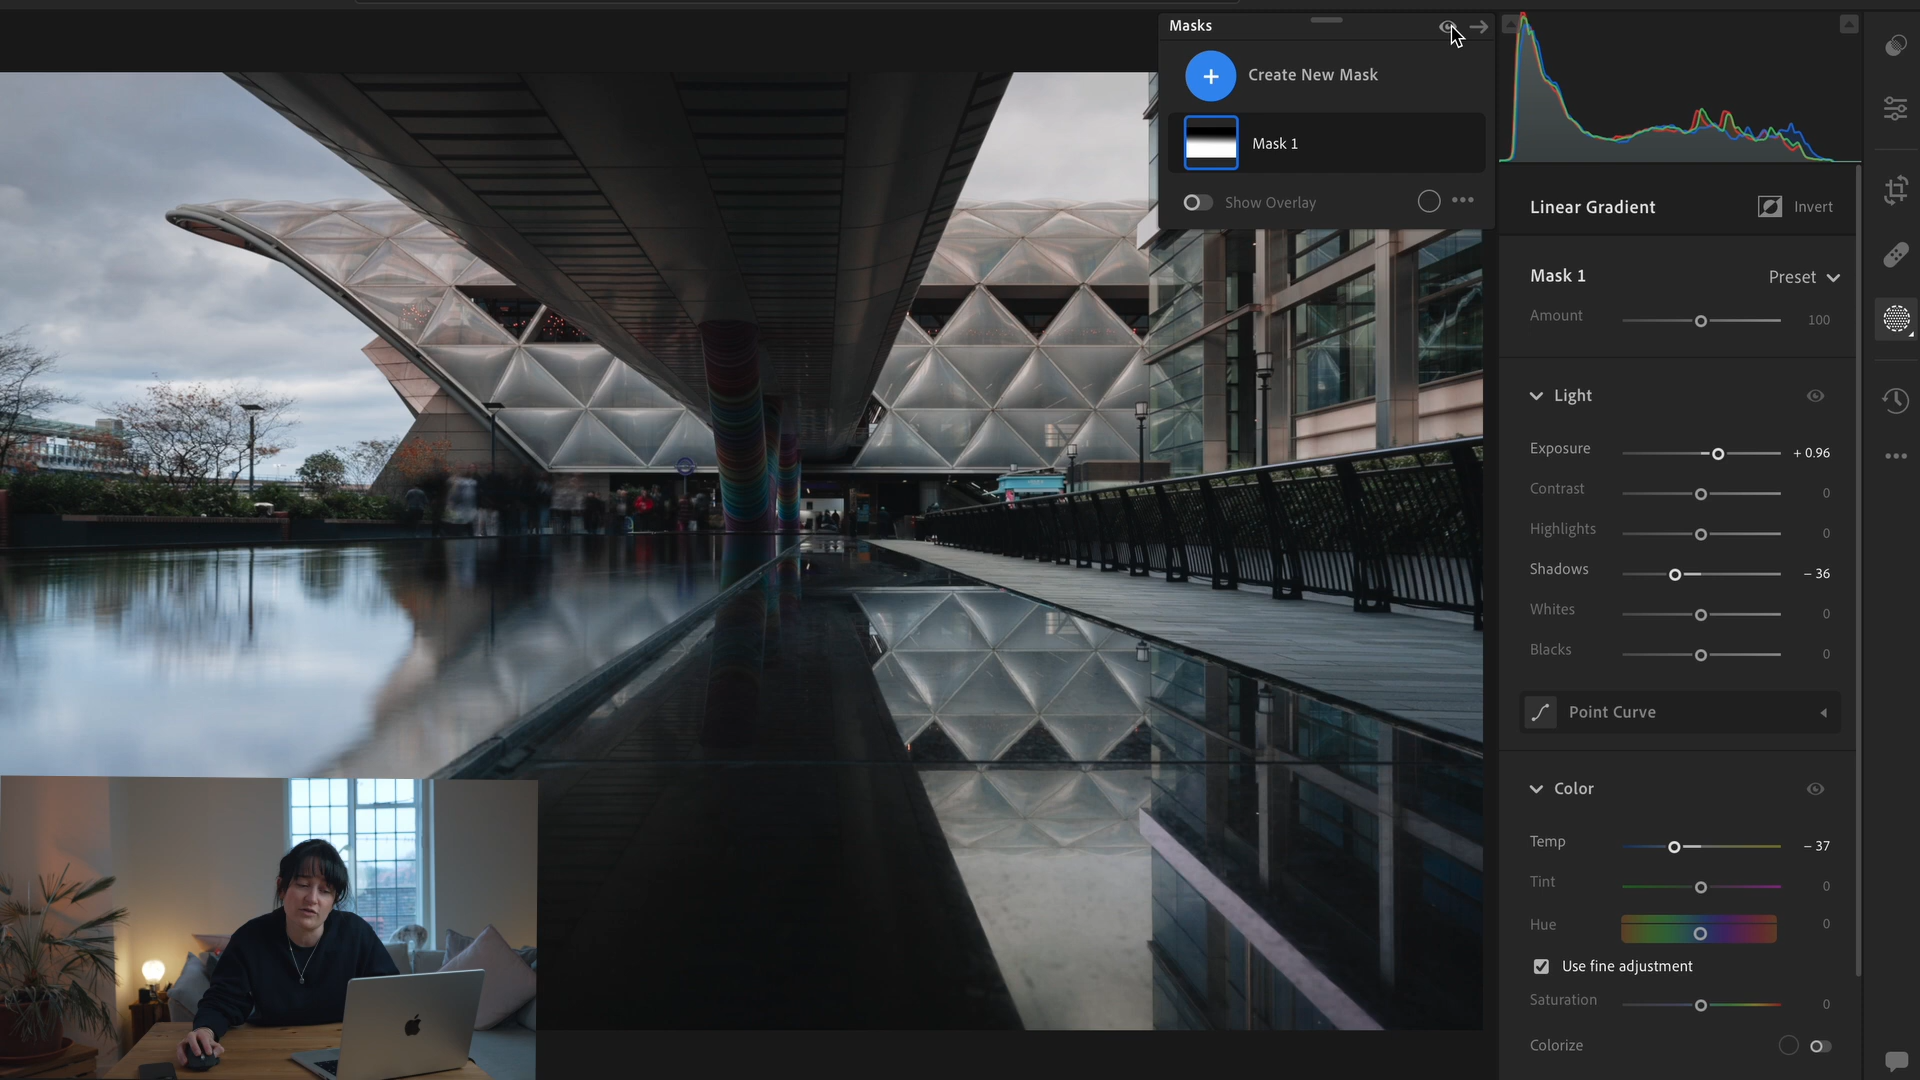 Masks
Create New Mask
Mask 1
Show Overlay
Linear Gradient
Invert
Mask 1
Preset
Amount
100
Light
Exposure
+ 0.96
Contrast
0
Highlights
0
Shadows
– 36
Whites
0
Blacks
0
Point Curve
Color
Temp
– 37
Tint
0
Hue
0
Use fine adjustment
Saturation
0
Colorize